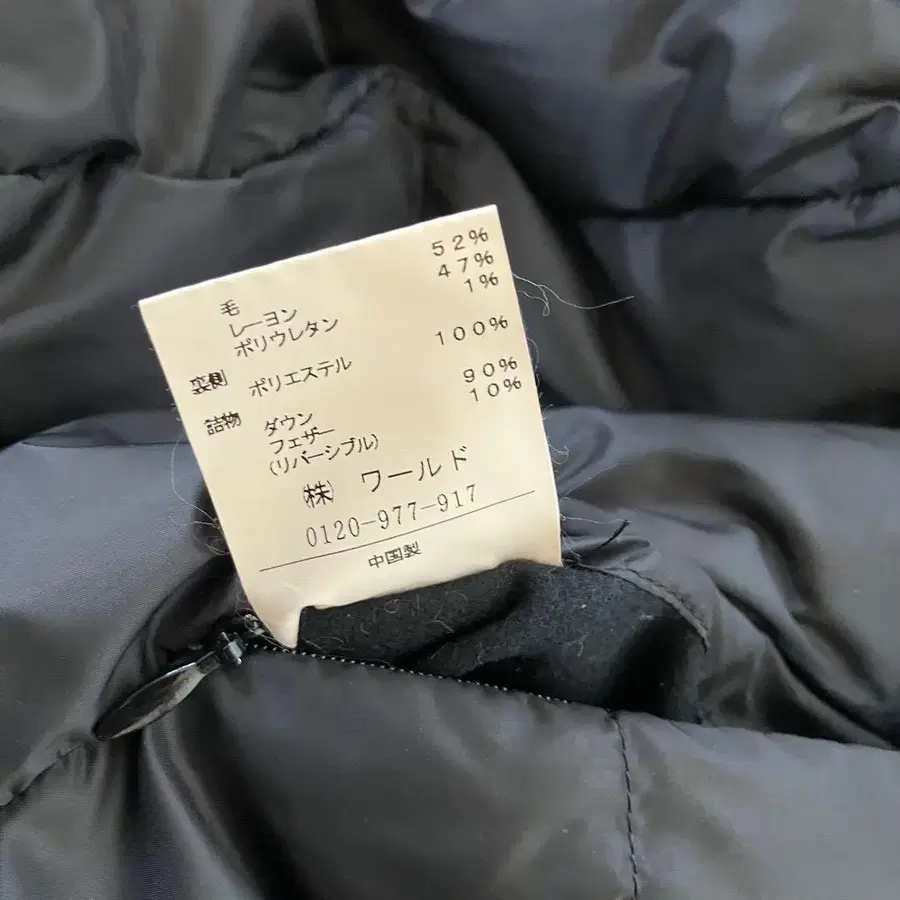 毛 52%
レーヨン 47%
ポリウレタン 1%
裏側 ポリエステル 100%
詰物 ダウン 90%
フェザー 10%
(リバーシブル)
(株) ワールド
0120-977-917
中国製